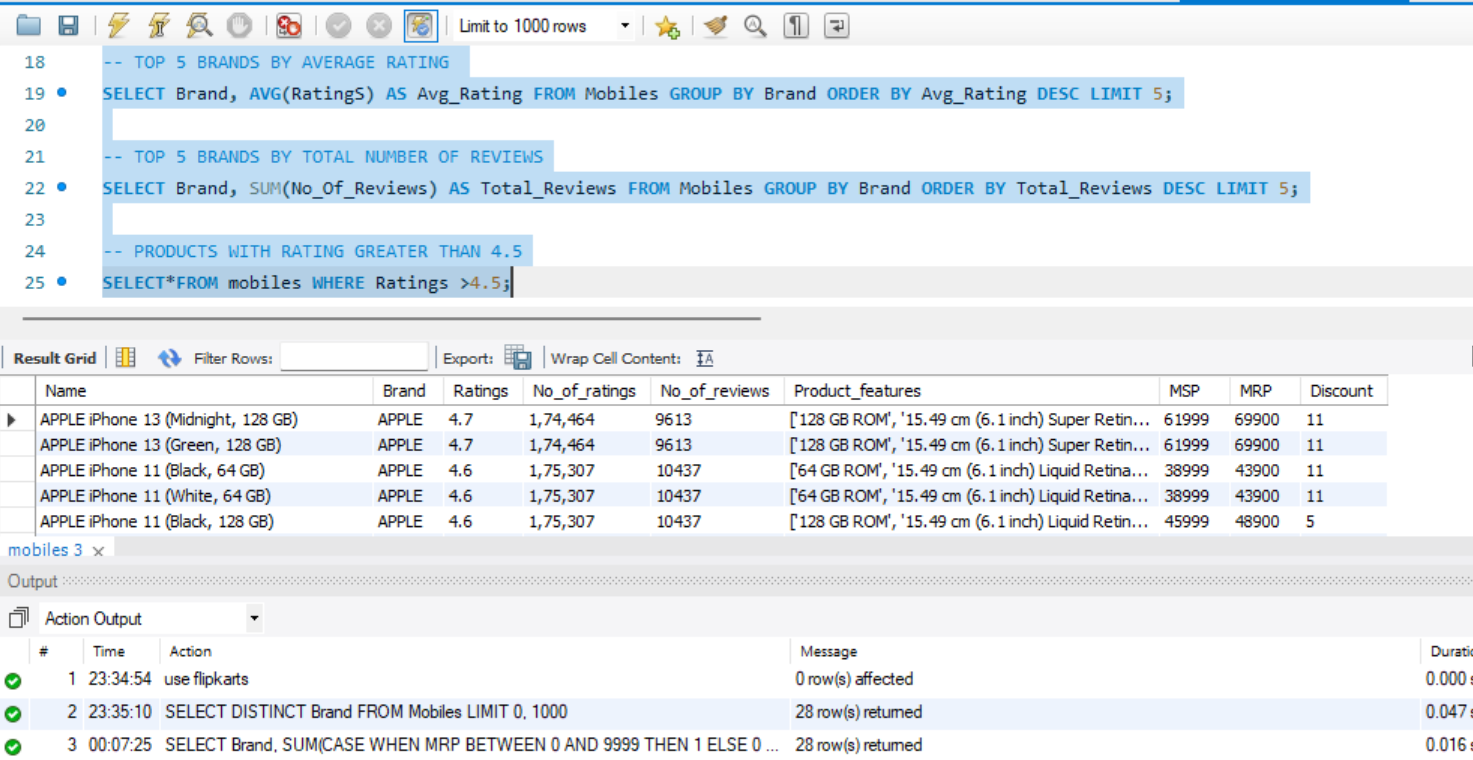 Limit to 1000 rows
18 -- TOP 5 BRANDS BY AVERAGE RATING
19 SELECT Brand, AVG(RatingS) AS Avg_Rating FROM Mobiles GROUP BY Brand ORDER BY Avg_Rating DESC LIMIT 5;
20
21 -- TOP 5 BRANDS BY TOTAL NUMBER OF REVIEWS
22 SELECT Brand, SUM(No_Of_Reviews) AS Total_Reviews FROM Mobiles GROUP BY Brand ORDER BY Total_Reviews DESC LIMIT 5;
23
24 -- PRODUCTS WITH RATING GREATER THAN 4.5
25 SELECT*FROM mobiles WHERE Ratings >4.5;
Result Grid Filter Rows: Export: Wrap Cell Content: IA
Name Brand Ratings No_of_ratings No_of_reviews Product_features MSP MRP Discount
APPLE iPhone 13 (Midnight, 128 GB) APPLE 4.7 1,74,464 9613 ['128 GB ROM', '15.49 cm (6.1 inch) Super Retin... 61999 69900 11
APPLE iPhone 13 (Green, 128 GB) APPLE 4.7 1,74,464 9613 ['128 GB ROM', '15.49 cm (6.1 inch) Super Retin... 61999 69900 11
APPLE iPhone 11 (Black, 64 GB) APPLE 4.6 1,75,307 10437 ['64 GB ROM', '15.49 cm (6.1 inch) Liquid Retina... 38999 43900 11
APPLE iPhone 11 (White, 64 GB) APPLE 4.6 1,75,307 10437 ['64 GB ROM', '15.49 cm (6.1 inch) Liquid Retina... 38999 43900 11
APPLE iPhone 11 (Black, 128 GB) APPLE 4.6 1,75,307 10437 ['128 GB ROM', '15.49 cm (6.1 inch) Liquid Retin... 45999 48900 5
mobiles 3
Output
Action Output
# Time Action Message Duratio
1 23:34:54 use flipkarts 0 row(s) affected 0.000 s
2 23:35:10 SELECT DISTINCT Brand FROM Mobiles LIMIT 0, 1000 28 row(s) returned 0.047 s
3 00:07:25 SELECT Brand, SUM(CASE WHEN MRP BETWEEN 0 AND 9999 THEN 1 ELSE 0 ... 28 row(s) returned 0.016 s